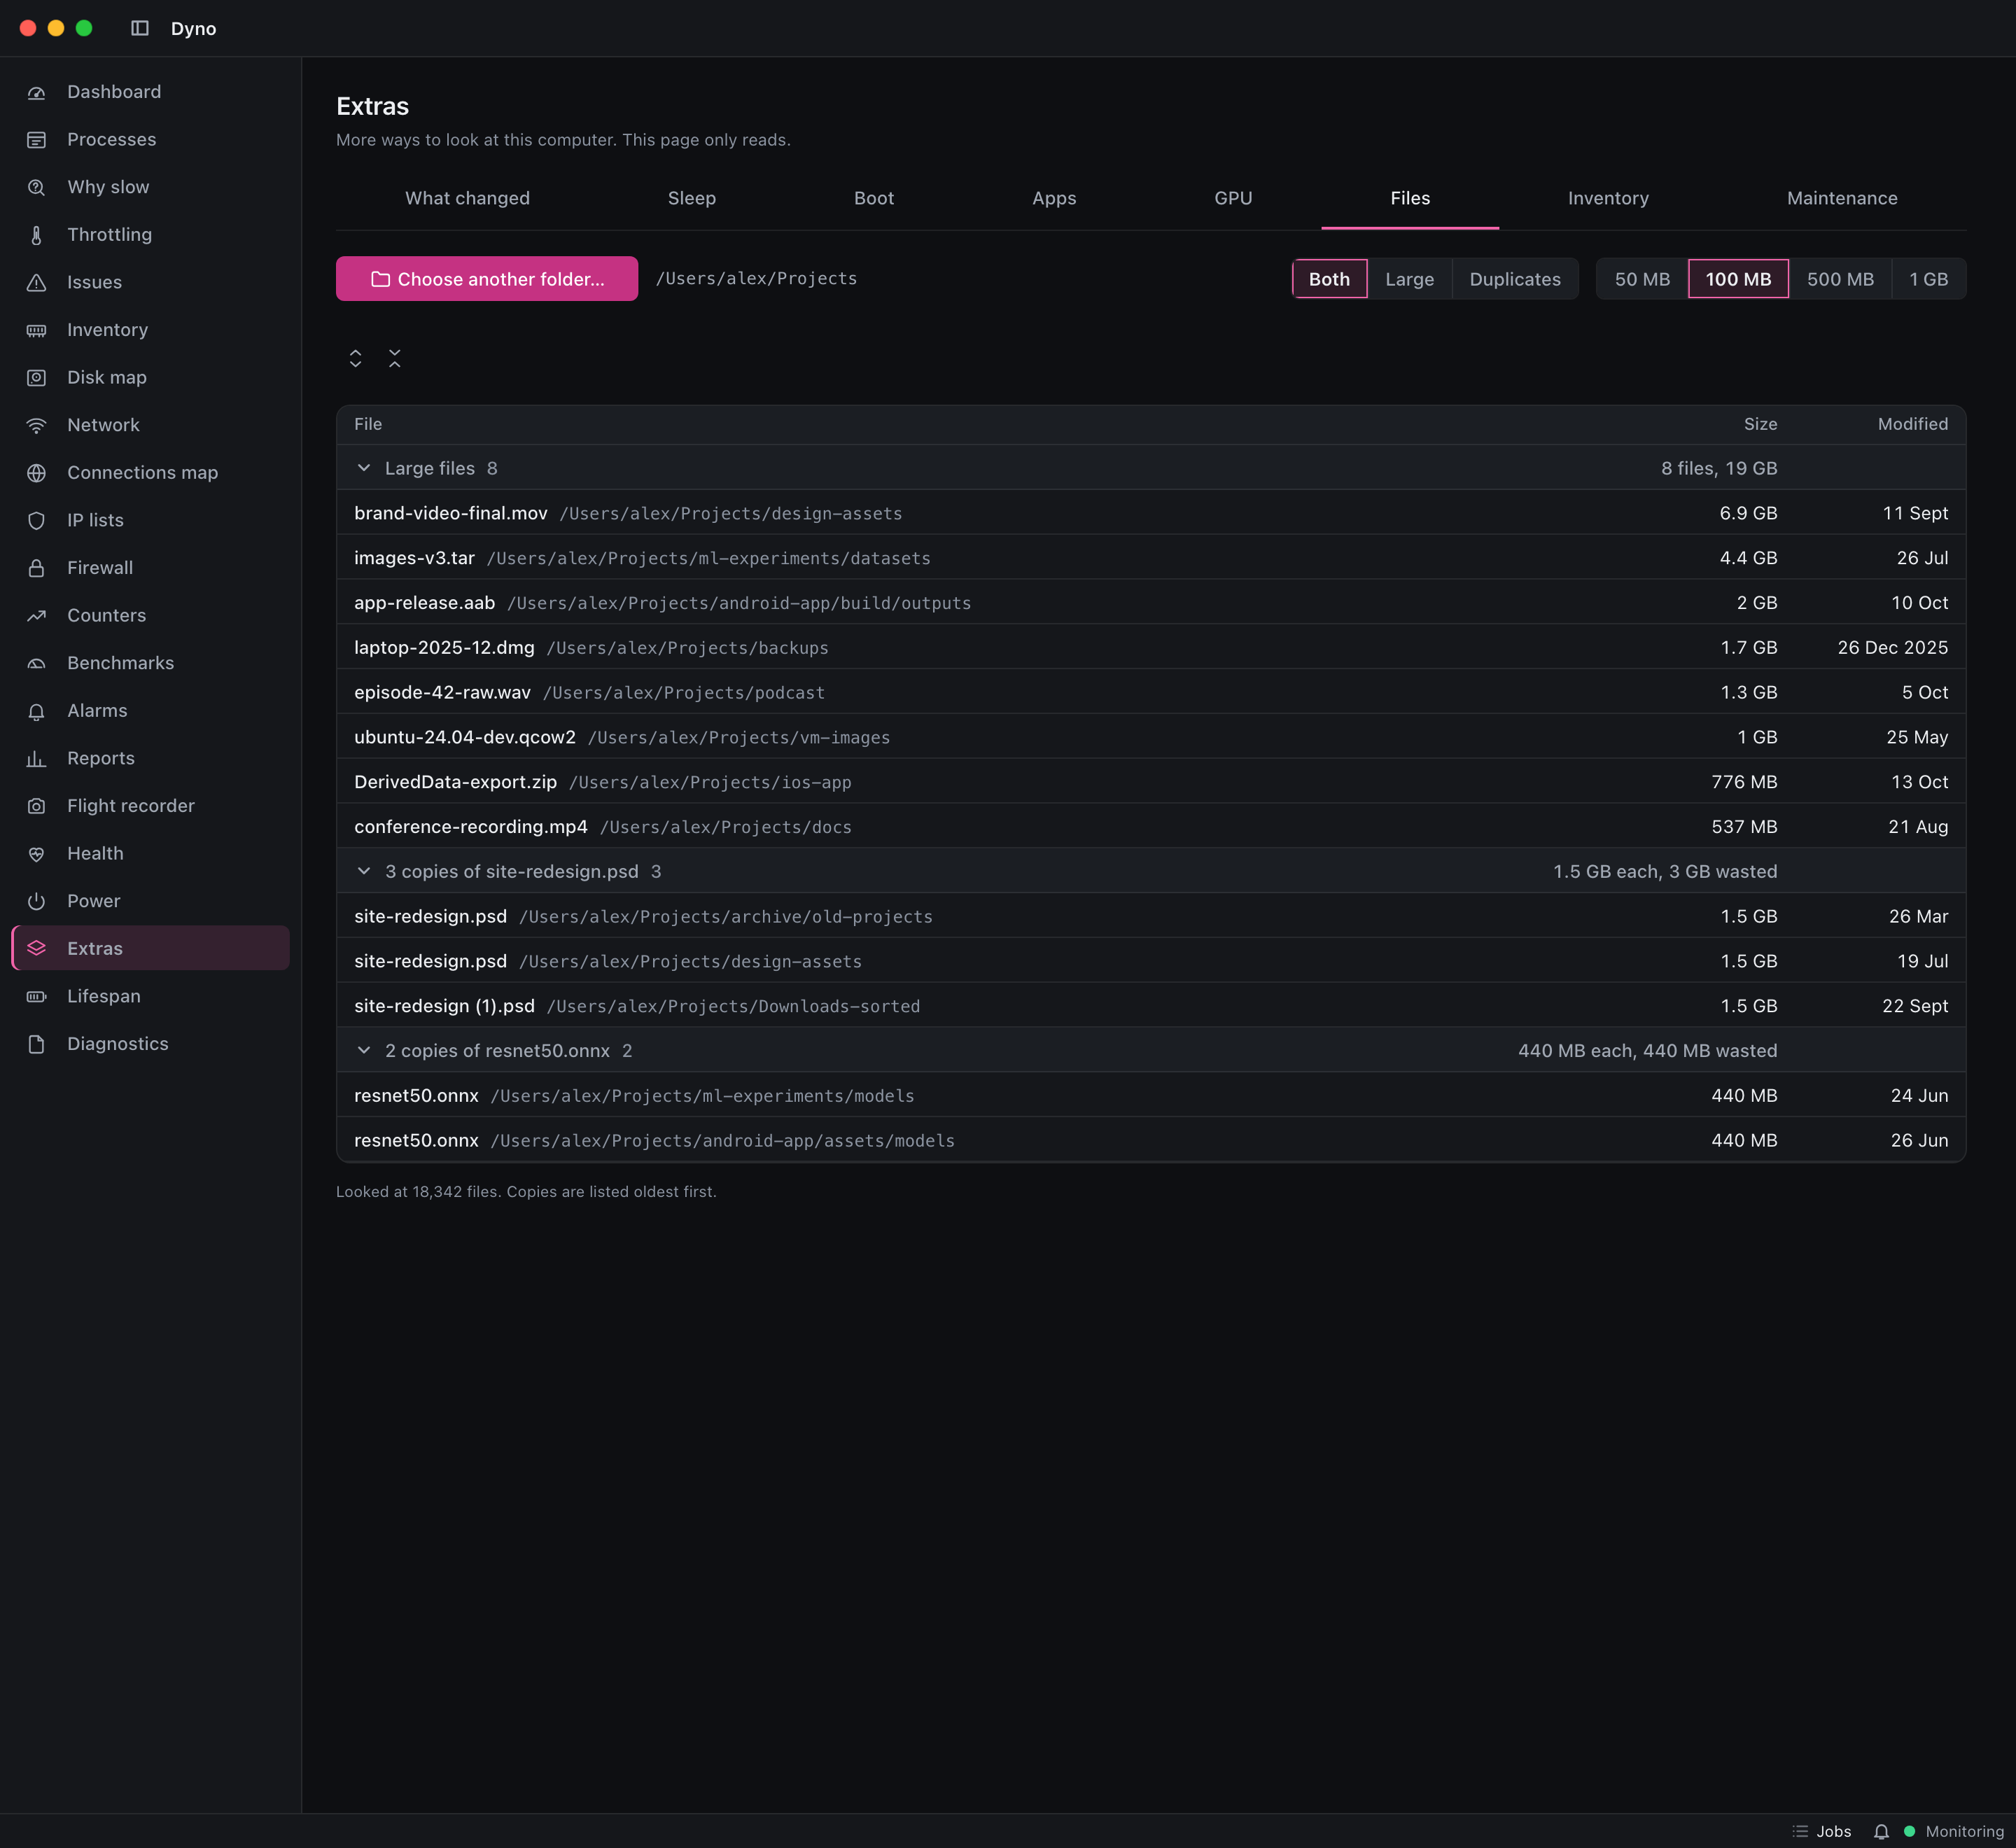 Dyno
Dashboard
Processes
Why slow
Throttling
Issues
Inventory
Disk map
Network
Connections map
IP lists
Firewall
Counters
Benchmarks
Alarms
Reports
Flight recorder
Health
Power
Extras
Lifespan
Diagnostics
Extras
More ways to look at this computer. This page only reads.
What changed Sleep Boot Apps GPU Files Inventory Maintenance
Choose another folder... /Users/alex/Projects Both Large Duplicates 50 MB 100 MB 500 MB 1 GB
File Size Modified
Large files 8 8 files, 19 GB
brand-video-final.mov /Users/alex/Projects/design-assets 6.9 GB 11 Sept
images-v3.tar /Users/alex/Projects/ml-experiments/datasets 4.4 GB 26 Jul
app-release.aab /Users/alex/Projects/android-app/build/outputs 2 GB 10 Oct
laptop-2025-12.dmg /Users/alex/Projects/backups 1.7 GB 26 Dec 2025
episode-42-raw.wav /Users/alex/Projects/podcast 1.3 GB 5 Oct
ubuntu-24.04-dev.qcow2 /Users/alex/Projects/vm-images 1 GB 25 May
DerivedData-export.zip /Users/alex/Projects/ios-app 776 MB 13 Oct
conference-recording.mp4 /Users/alex/Projects/docs 537 MB 21 Aug
3 copies of site-redesign.psd 3 1.5 GB each, 3 GB wasted
site-redesign.psd /Users/alex/Projects/archive/old-projects 1.5 GB 26 Mar
site-redesign.psd /Users/alex/Projects/design-assets 1.5 GB 19 Jul
site-redesign (1).psd /Users/alex/Projects/Downloads-sorted 1.5 GB 22 Sept
2 copies of resnet50.onnx 2 440 MB each, 440 MB wasted
resnet50.onnx /Users/alex/Projects/ml-experiments/models 440 MB 24 Jun
resnet50.onnx /Users/alex/Projects/android-app/assets/models 440 MB 26 Jun
Looked at 18,342 files. Copies are listed oldest first.
Jobs Monitoring